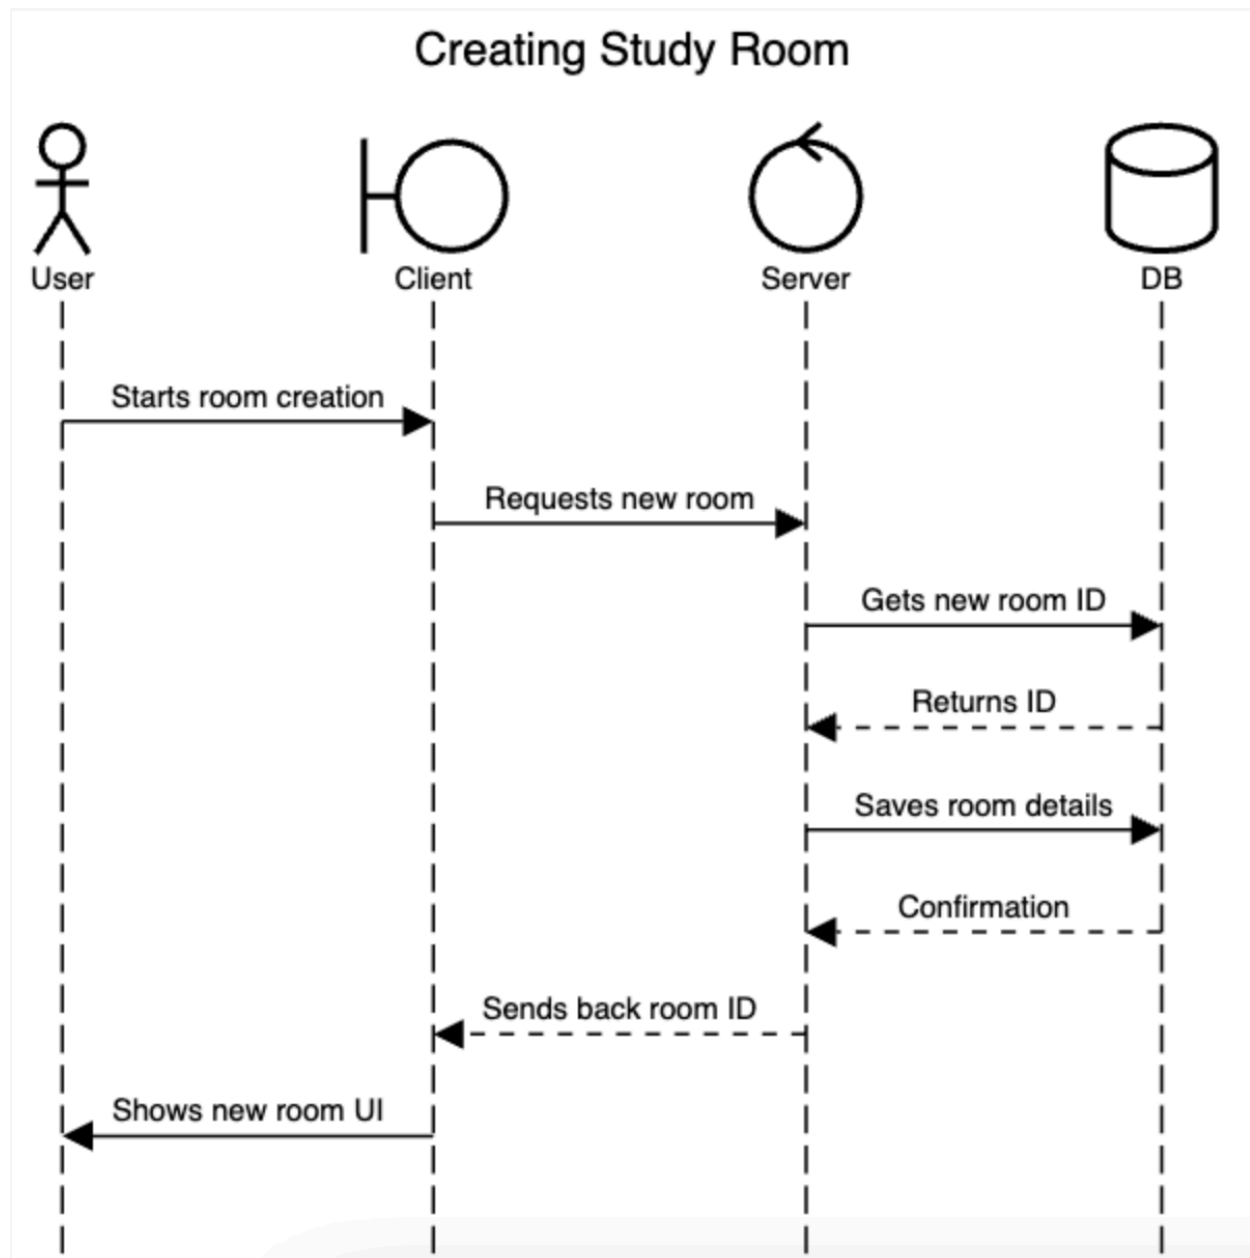 Creating Study Room
User
Client
Server
DB
Starts room creation
Requests new room
Gets new room ID
Returns ID
Saves room details
Confirmation
Sends back room ID
Shows new room UI